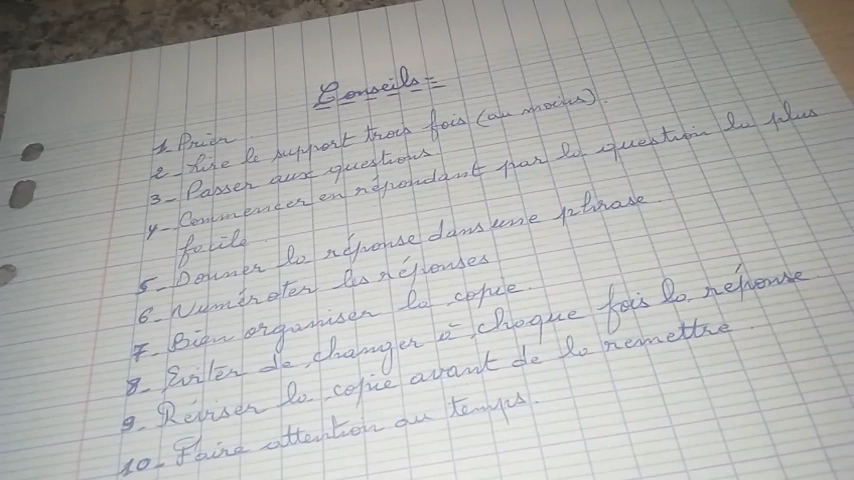 Conseils =
1. Prier.
2- Lire le support trois fois (au moins).
3- Passer aux questions
4- Commencer en répondant par la question la plus
facile.
5- Donner la réponse dans une phrase.
6- Numéroter les réponses
7- Bien organiser la copie.
8- Eviter de changer à chaque fois la réponse.
9- Réviser la copie avant de la remettre.
10- Faire attention au temps.